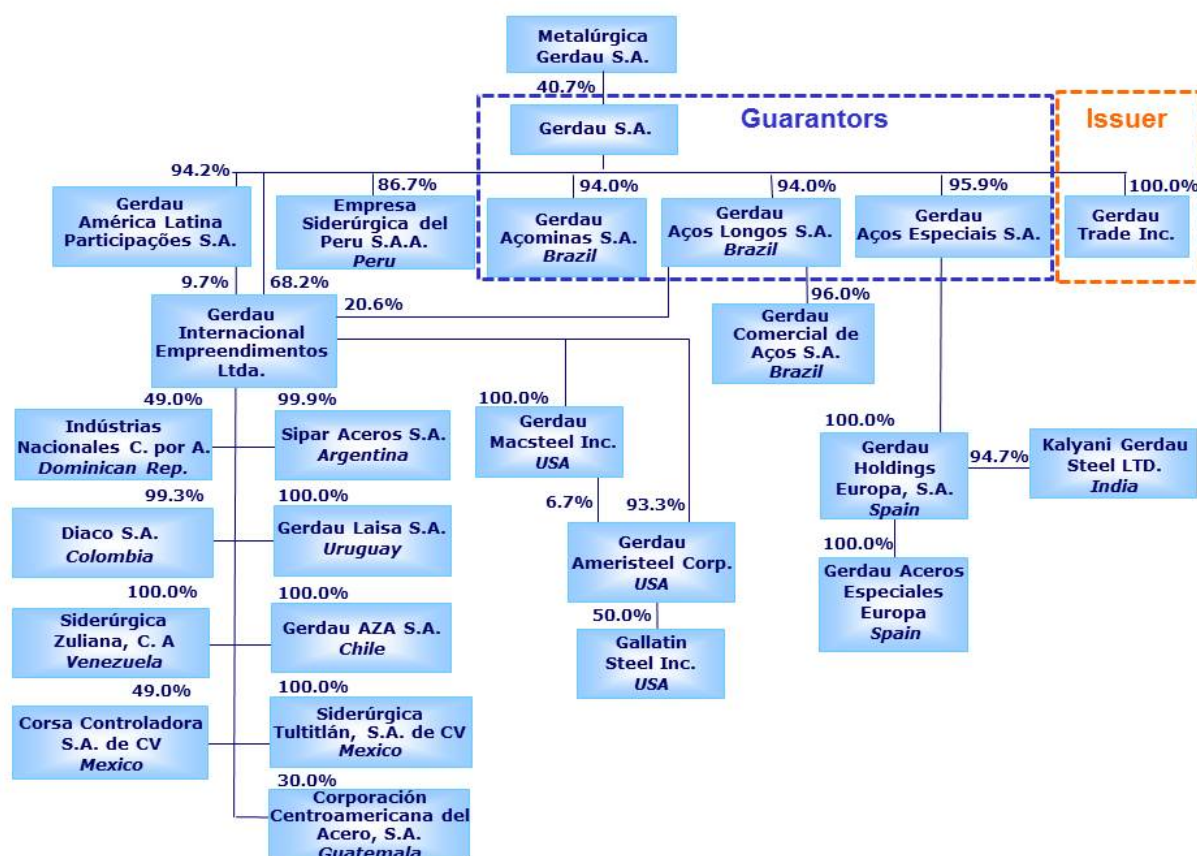 Metalúrgica
Gerdau S.A.
40.7%
Gerdau S.A.
Guarantors
Issuer
94.2%
86.7%
94.0%
94.0%
95.9%
100.0%
Gerdau
América Latina
Participações S.A.
Empresa
Siderúrgica del
Peru S.A.A.
Peru
Gerdau
Açominas S.A.
Brazil
Gerdau
Aços Longos S.A.
Brazil
Gerdau
Aços Especiais S.A.
Gerdau
Trade Inc.
9.7%
68.2%
20.6%
96.0%
Gerdau
Internacional
Empreendimentos
Ltda.
Gerdau
Comercial de
Aços S.A.
Brazil
49.0%
99.9%
100.0%
100.0%
Indústrias
Nacionales C. por A.
Dominican Rep.
Sipar Aceros S.A.
Argentina
Gerdau
Macsteel Inc.
USA
Gerdau
Holdings
Europa, S.A.
Spain
94.7%
Kalyani Gerdau
Steel LTD.
India
99.3%
100.0%
6.7%
93.3%
Diaco S.A.
Colombia
Gerdau Laisa S.A.
Uruguay
Gerdau
Ameristeel Corp.
USA
100.0%
Gerdau Aceros
Especiales
Europa
Spain
100.0%
100.0%
50.0%
Siderúrgica
Zuliana, C. A
Venezuela
Gerdau AZA S.A.
Chile
Gallatin
Steel Inc.
USA
49.0%
100.0%
Corsa Controladora
S.A. de CV
Mexico
Siderúrgica
Tultitlán, S.A. de CV
Mexico
30.0%
Corporación
Centroamericana del
Acero, S.A.
Guatemala